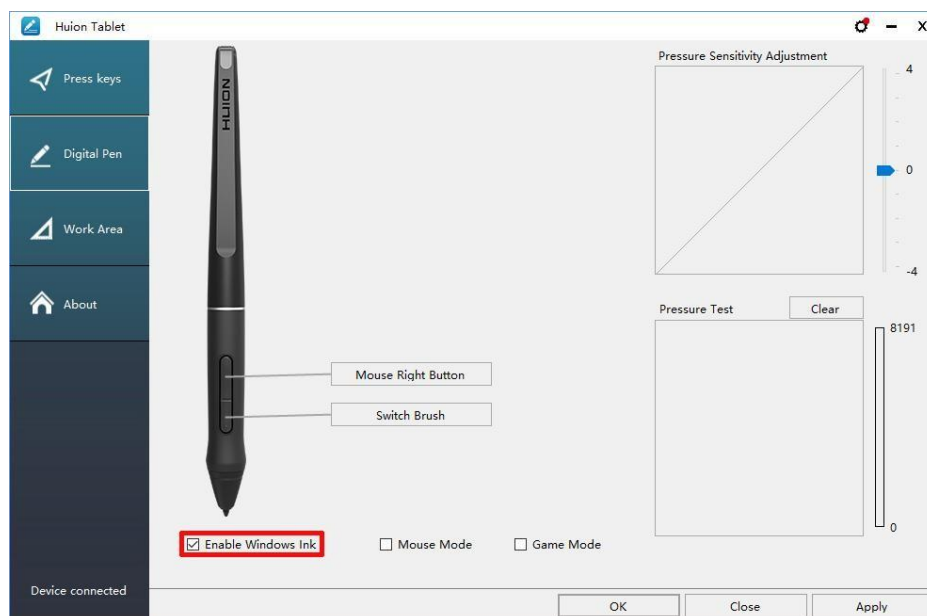 Huion Tablet
X
Press keys
Digital Pen
Work Area
About
Device connected
HUION
Mouse Right Button
Switch Brush
Enable Windows Ink
Mouse Mode
Game Mode
Pressure Sensitivity Adjustment
4
0
-4
Pressure Test
Clear
8191
0
OK
Close
Apply